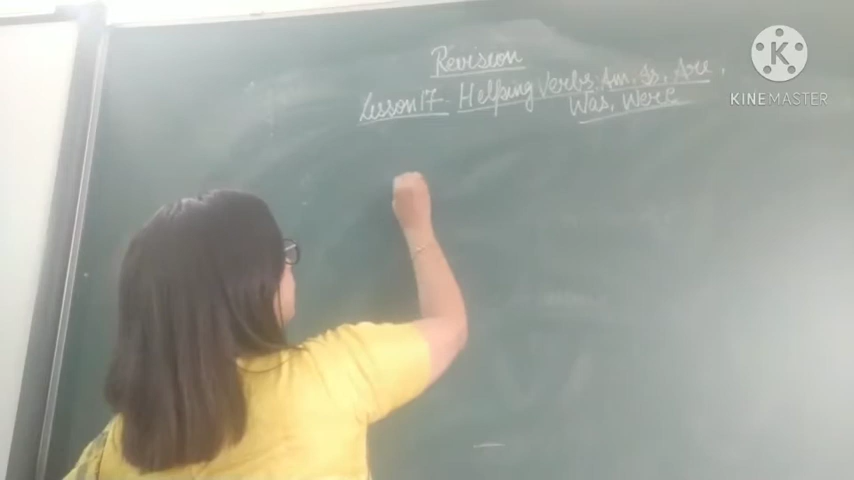 Revision
Lesson 17. Helping Verbs: Am, Is, Are,
Was, Were
K
KINEMASTER